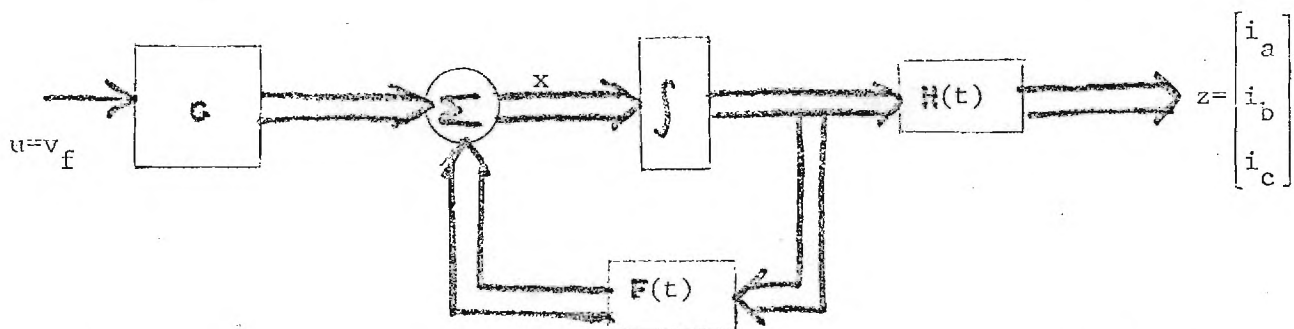 u=v_f
G
Σ
x
∫
H(t)
z= [i_a i_b i_c]
F(t)